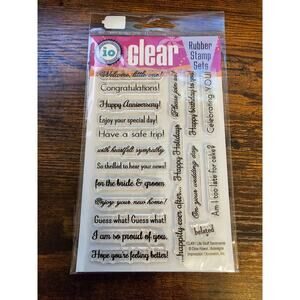 io
clear
Rubber
Stamp
Sets
Welcome, little one!
Congratulations!
Happy Anniversary!
Enjoy your special day!
Have a safe trip!
with heartfelt sympathy
So thrilled to hear your news!
for the bride & groom
Enjoy your new home!
Guess what! Guess what!
I am so proud of you.
Hope you're feeling better!
Please join us!
Happy Holidays
happily ever after...
Happy birthday to you!
On your wedding day
Celebrating YOU!
Am I too late for cake?
belated